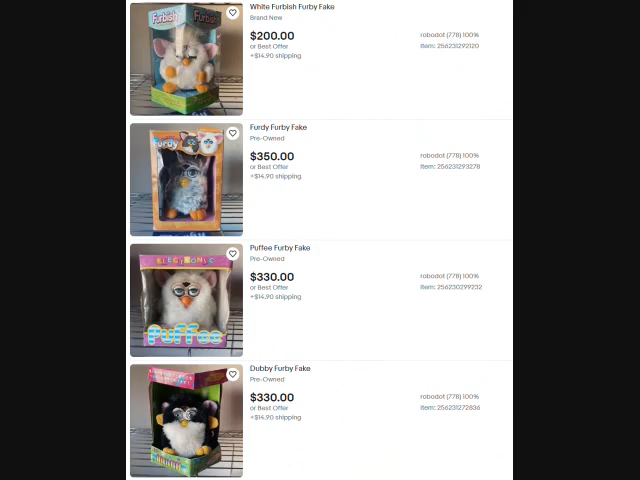 White Furbish Furby Fake
Brand New
$200.00
or Best Offer
+$14.90 shipping
robodot (778) 100%
Item: 256231292120
Furbish
Furbish
Furdy Furby Fake
Pre-Owned
$350.00
or Best Offer
+$14.90 shipping
robodot (778) 100%
Item: 256231293278
Furdy
Puffee Furby Fake
Pre-Owned
$330.00
or Best Offer
+$14.90 shipping
robodot (778) 100%
Item: 256230299232
ELECTRONIC
Puffee
Dubby Furby Fake
Pre-Owned
$330.00
or Best Offer
+$14.90 shipping
robodot (778) 100%
Item: 256231272836